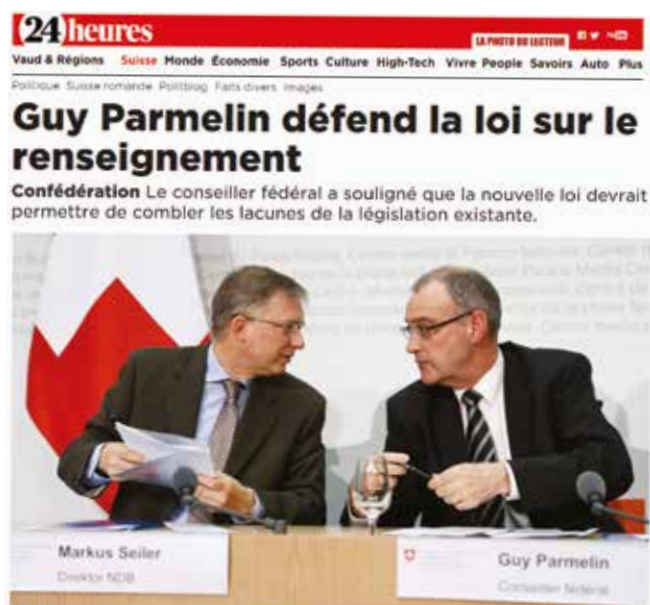 24 heures
LA PHOTO DU LECTEUR
Vaud & Régions Suisse Monde Économie Sports Culture High-Tech Vivre People Savoirs Auto Plus
Politique Suisse romande Politblog Faits divers Images
Guy Parmelin défend la loi sur le
renseignement
Confédération Le conseiller fédéral a souligné que la nouvelle loi devrait
permettre de combler les lacunes de la législation existante.
Markus Seiler
Direktor NDB
Guy Parmelin
Conseiller fédéral